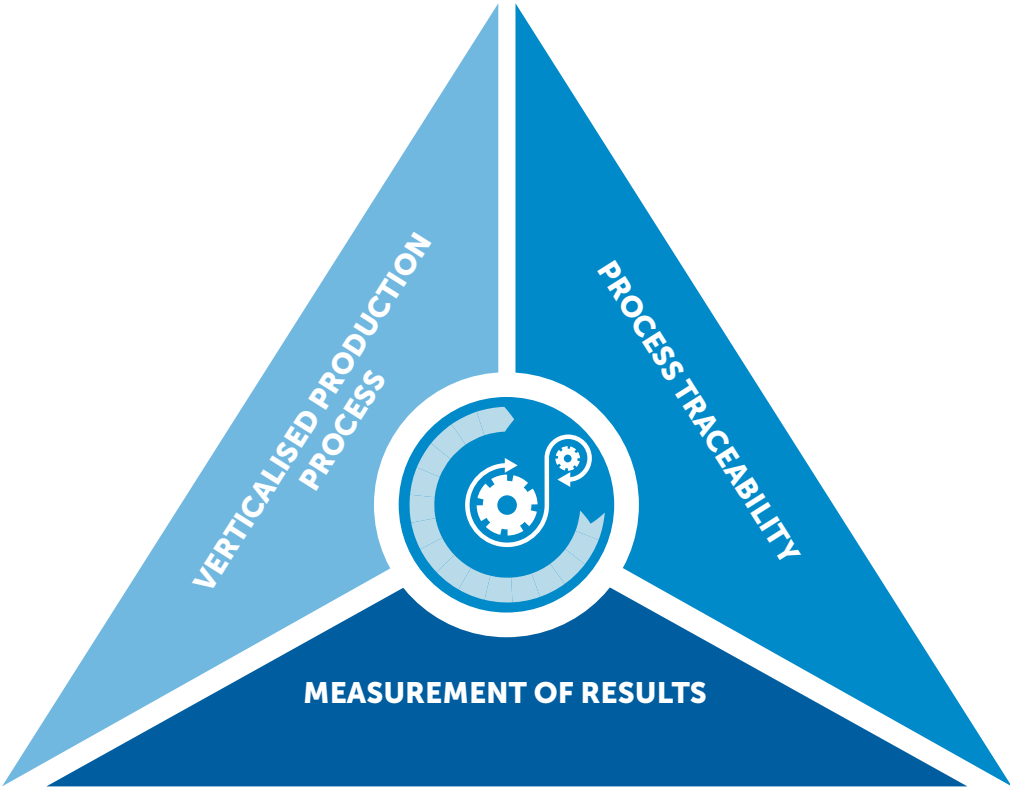 VERTICALISED PRODUCTION
PROCESS
PROCESS TRACEABILITY
MEASUREMENT OF RESULTS